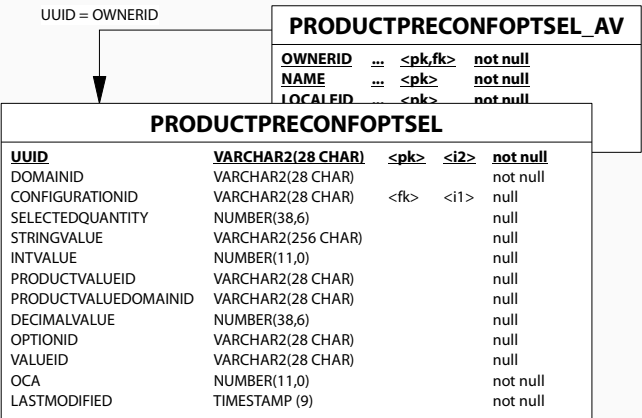 UUID = OWNERID
PRODUCTPRECONFOPTSEL_AV
OWNERID ... <pk,fk> not null
NAME ... <pk> not null
LOCALEID ... <pk> not null
PRODUCTPRECONFOPTSEL
UUID VARCHAR2(28 CHAR) <pk> <i2> not null
DOMAINID VARCHAR2(28 CHAR) not null
CONFIGURATIONID VARCHAR2(28 CHAR) <fk> <i1> null
SELECTEDQUANTITY NUMBER(38,6) null
STRINGVALUE VARCHAR2(256 CHAR) null
INTVALUE NUMBER(11,0) null
PRODUCTVALUEID VARCHAR2(28 CHAR) null
PRODUCTVALUEDOMAINID VARCHAR2(28 CHAR) null
DECIMALVALUE NUMBER(38,6) null
OPTIONID VARCHAR2(28 CHAR) null
VALUEID VARCHAR2(28 CHAR) null
OCA NUMBER(11,0) not null
LASTMODIFIED TIMESTAMP (9) not null